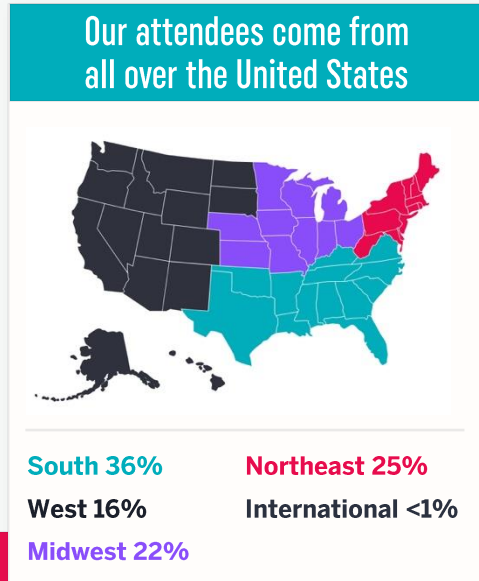 Our attendees come from
all over the United States
South 36%
Northeast 25%
West 16%
International <1%
Midwest 22%